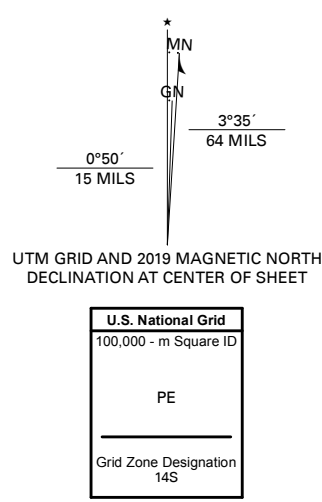 ★
MN
GN
3°35´
64 MILS
0°50´
15 MILS
UTM GRID AND 2019 MAGNETIC NORTH
DECLINATION AT CENTER OF SHEET
U.S. National Grid
100,000 - m Square ID
PE
Grid Zone Designation
14S